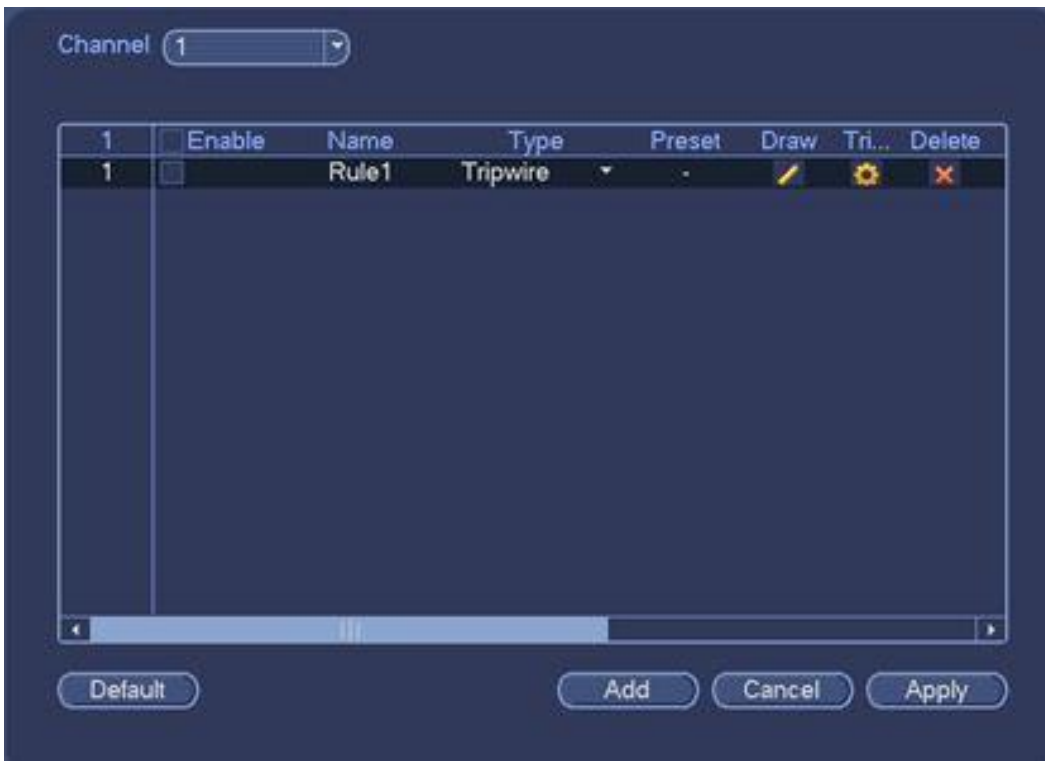 Channel 1
1 Enable Name Type Preset Draw Tri... Delete
1 Rule1 Tripwire -
Default Add Cancel Apply